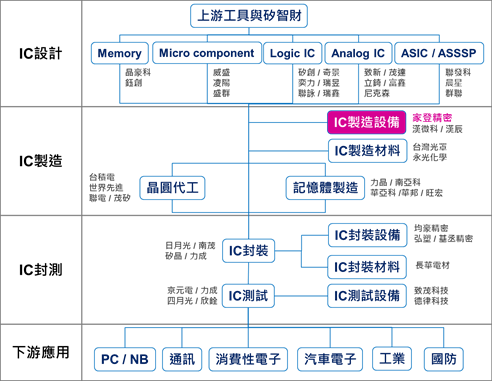 上游工具與矽智財
IC設計
Memory
Micro component
Logic IC
Analog IC
ASIC / ASSSP
晶豪科
鈺創
威盛
凌陽
盛群
矽創 / 奇景
奕力 / 瑞昱
聯詠 / 瑞鑫
致新 / 茂達
立錡 / 富鑫
尼克森
聯發科
晨星
群聯
IC製造
IC製造設備
家登精密
漢微科 / 漢辰
IC製造材料
台灣光罩
永光化學
台積電
世界先進
聯電 / 茂矽
晶圓代工
記憶體製造
力晶 / 南亞科
華亞科 /華邦 / 旺宏
IC封測
日月光 / 南茂
矽品 / 力成
IC封裝
IC封裝設備
均豪精密
弘塑 / 基丞精密
IC封裝材料
長華電材
京元電 / 力成
四月光 / 欣銓
IC測試
IC測試設備
致茂科技
德律科技
下游應用
PC / NB
通訊
消費性電子
汽車電子
工業
國防